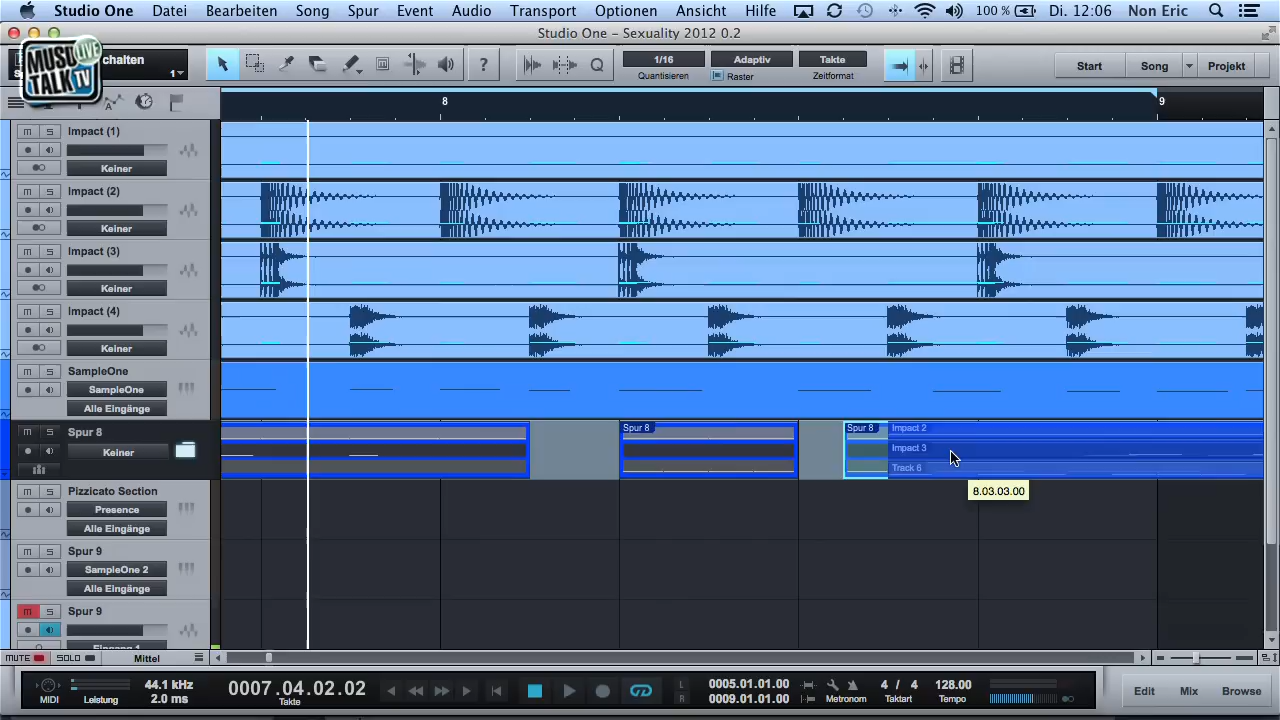 Studio One Datei Bearbeiten Song Spur Event Audio Transport Optionen Ansicht Hilfe 100 % Di. 12:06 Non Eric
Studio One - Sexuality 2012 0.2
MUSOTALK TV LIVE
chalten
1
?
1/16 Quantisieren
Adaptiv Raster
Takte Zeitformat
Start Song Projekt
8 9
Impact (1)
M S
Keiner
Impact (2)
M S
Keiner
Impact (3)
M S
Keiner
Impact (4)
M S
Keiner
SampleOne
M S SampleOne
Alle Eingänge
Spur 8
M S
Keiner
Spur 8
Spur 8
Impact 2
Impact 3
Track 6
8.03.03.00
Pizzicato Section
M S Presence
Alle Eingänge
Spur 9
M S SampleOne 2
Alle Eingänge
Spur 9
M S
Eingang 1
MUTE SOLO Mittel
MIDI
Leistung
44.1 kHz
2.0 ms
0007.04.02.02
Takte
L 0005.01.01.00
R 0009.01.01.00
Metronom
4 / 4
Taktart
128.00
Tempo
Edit Mix Browse